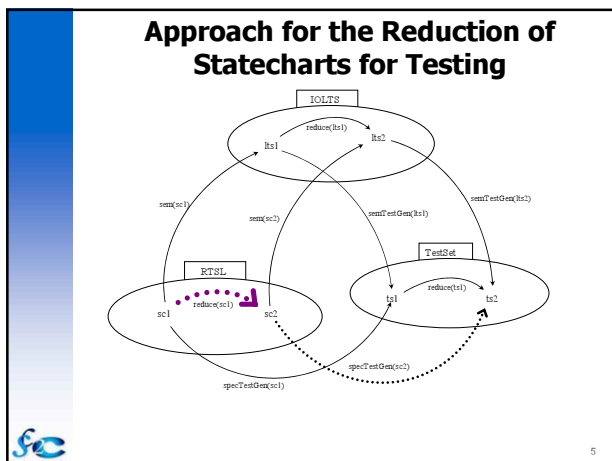 Approach for the Reduction of
Statecharts for Testing
IOLTS
reduce(lts1)
lts1
lts2
sem(sc1)
sem(sc2)
semTestGen(lts1)
semTestGen(lts2)
RTSL
TestSet
sc1
reduce(sc1)
sc2
ts1
reduce(ts1)
ts2
specTestGen(sc1)
specTestGen(sc2)
5